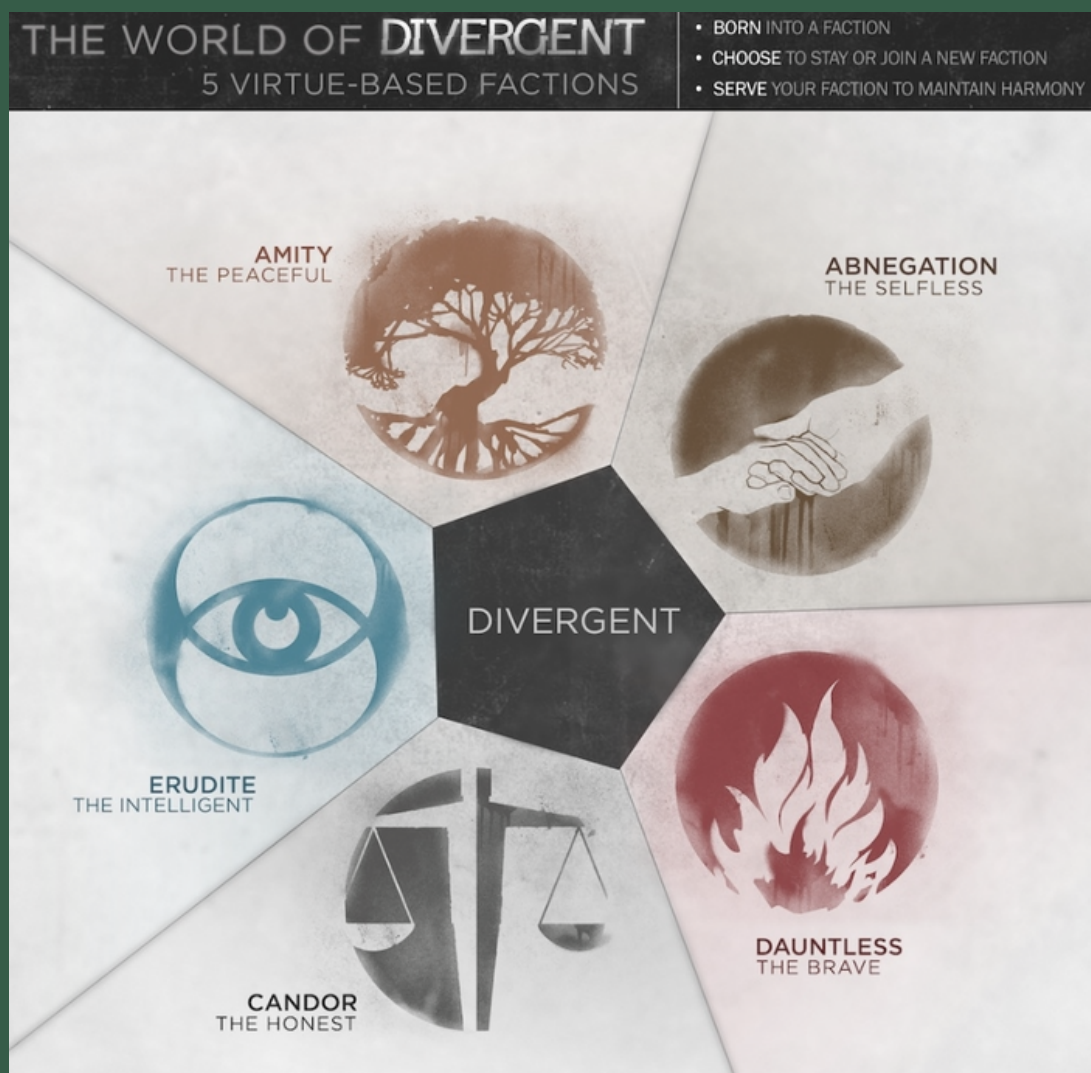 THE WORLD OF DIVERGENT
5 VIRTUE-BASED FACTIONS
• BORN INTO A FACTION
• CHOOSE TO STAY OR JOIN A NEW FACTION
• SERVE YOUR FACTION TO MAINTAIN HARMONY
AMITY
THE PEACEFUL
ABNEGATION
THE SELFLESS
DIVERGENT
ERUDITE
THE INTELLIGENT
DAUNTLESS
THE BRAVE
CANDOR
THE HONEST